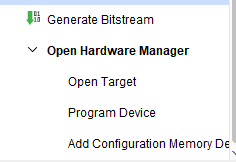 Generate Bitstream
Open Hardware Manager
Open Target
Program Device
Add Configuration Memory De